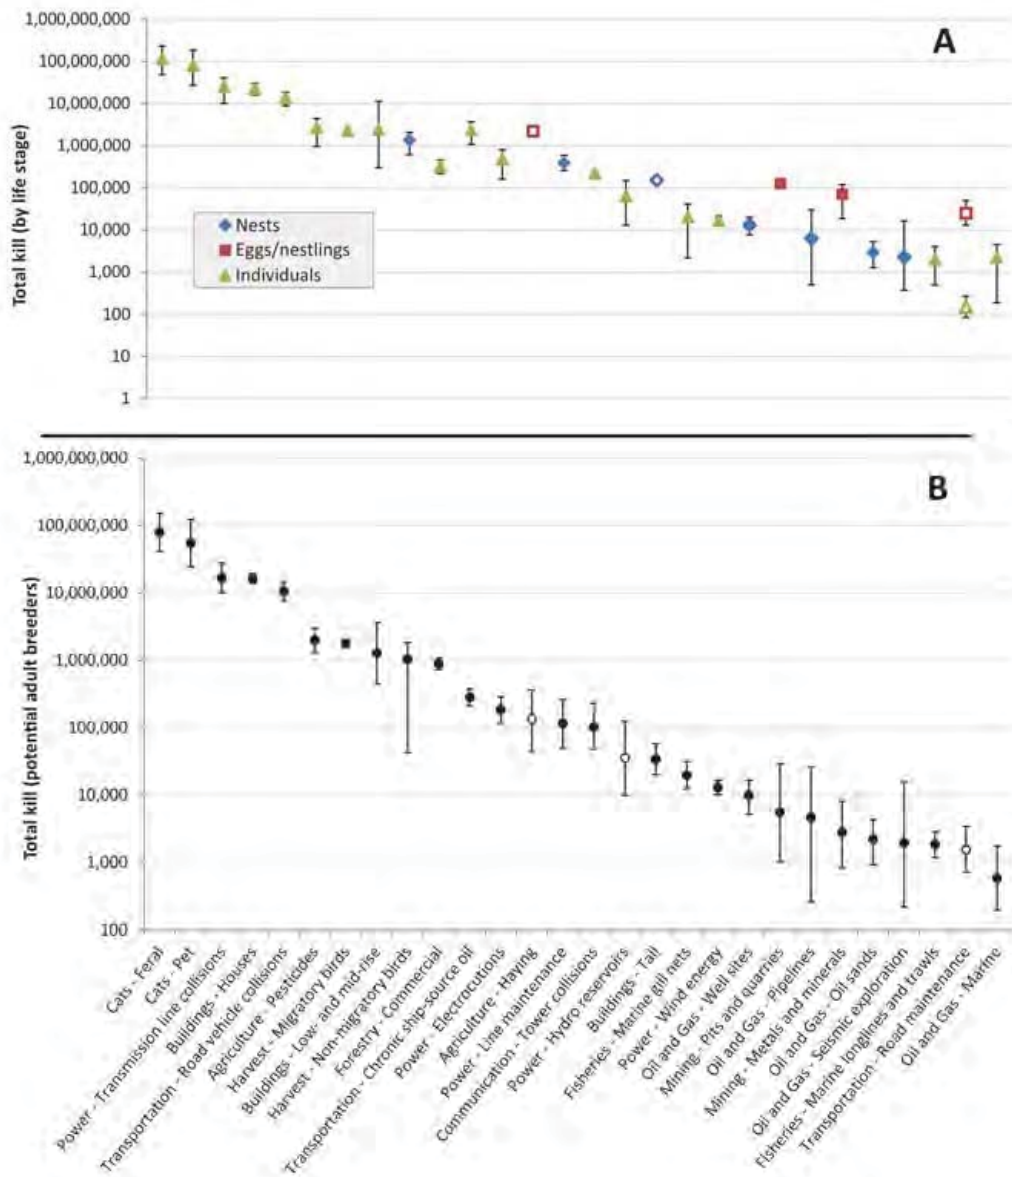 A
Total kill (by life stage)
1,000,000,000
100,000,000
10,000,000
1,000,000
100,000
10,000
1,000
100
10
1
Nests
Eggs/nestlings
Individuals
B
Total kill (potential adult breeders)
1,000,000,000
100,000,000
10,000,000
1,000,000
100,000
10,000
1,000
100
Cats - Feral
Cats - Pet
Power - Transmission line collisions
Buildings - Houses
Transportation - Road vehicle collisions
Agriculture - Pesticides
Harvest - Migratory birds
Buildings - Low- and mid-rise
Harvest - Non-migratory birds
Forestry - Commercial
Transportation - Chronic ship-source oil
Power - Electrocutions
Agriculture - Haying
Power - Line maintenance
Communication - Tower collisions
Power - Hydro reservoirs
Buildings - Tall
Fisheries - Marine gill nets
Power - Wind energy
Oil and Gas - Well sites
Mining - Pits and quarries
Oil and Gas - Pipelines
Mining - Metals and minerals
Oil and Gas - Oil sands
Oil and Gas - Seismic exploration
Fisheries - Marine longlines and trawls
Transportation - Road maintenance
Oil and Gas - Marine